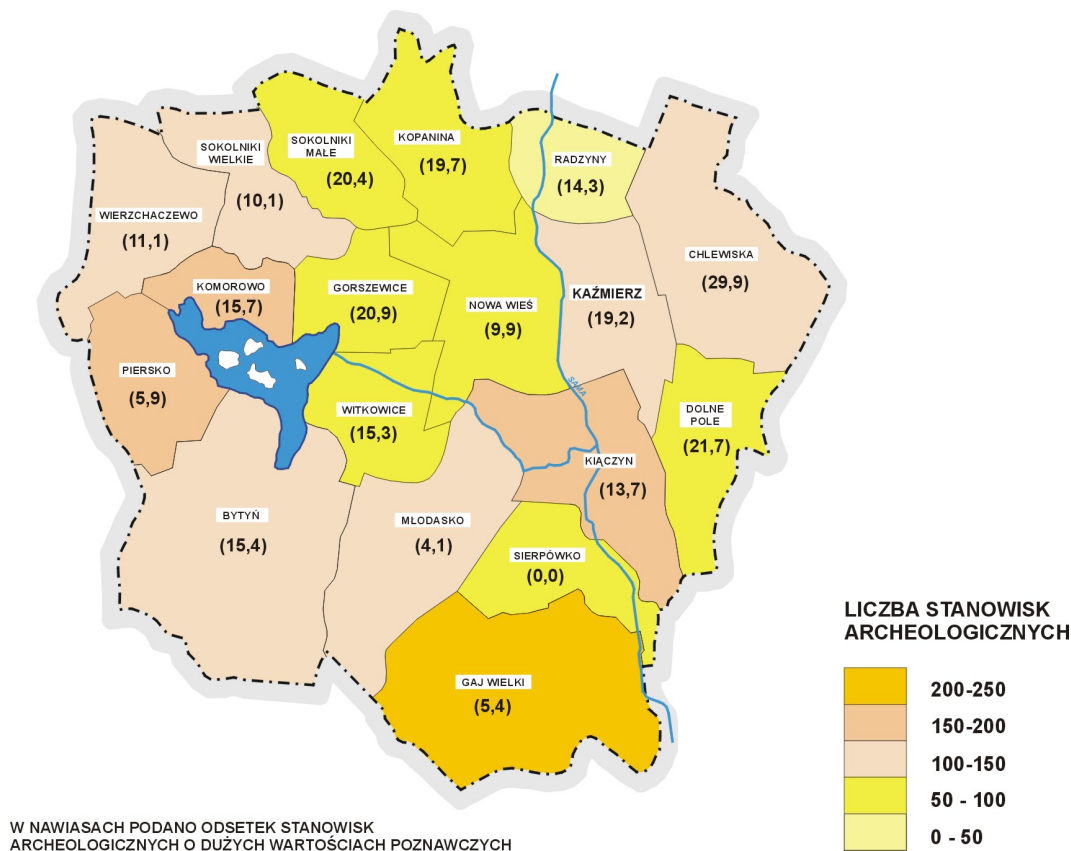 KOPANINA
(19,7)
SOKOLNIKI
WIELKIE
(10,1)
SOKOLNIKI
MAŁE
(20,4)
RADZYNY
(14,3)
WIERZCHACZEWO
(11,1)
CHLEWISKA
(29,9)
KOMOROWO
(15,7)
GORSZEWICE
(20,9)
NOWA WIEŚ
(9,9)
KAŹMIERZ
(19,2)
PIERSKO
(5,9)
SAMA
WITKOWICE
(15,3)
DOLNE
POLE
(21,7)
KIĄCZYN
(13,7)
BYTYŃ
(15,4)
MŁODASKO
(4,1)
SIERPÓWKO
(0,0)
GAJ WIELKI
(5,4)
LICZBA STANOWISK
ARCHEOLOGICZNYCH
200-250
150-200
100-150
50 - 100
0 - 50
W NAWIASACH PODANO ODSETEK STANOWISK
ARCHEOLOGICZNYCH O DUŻYCH WARTOŚCIACH POZNAWCZYCH